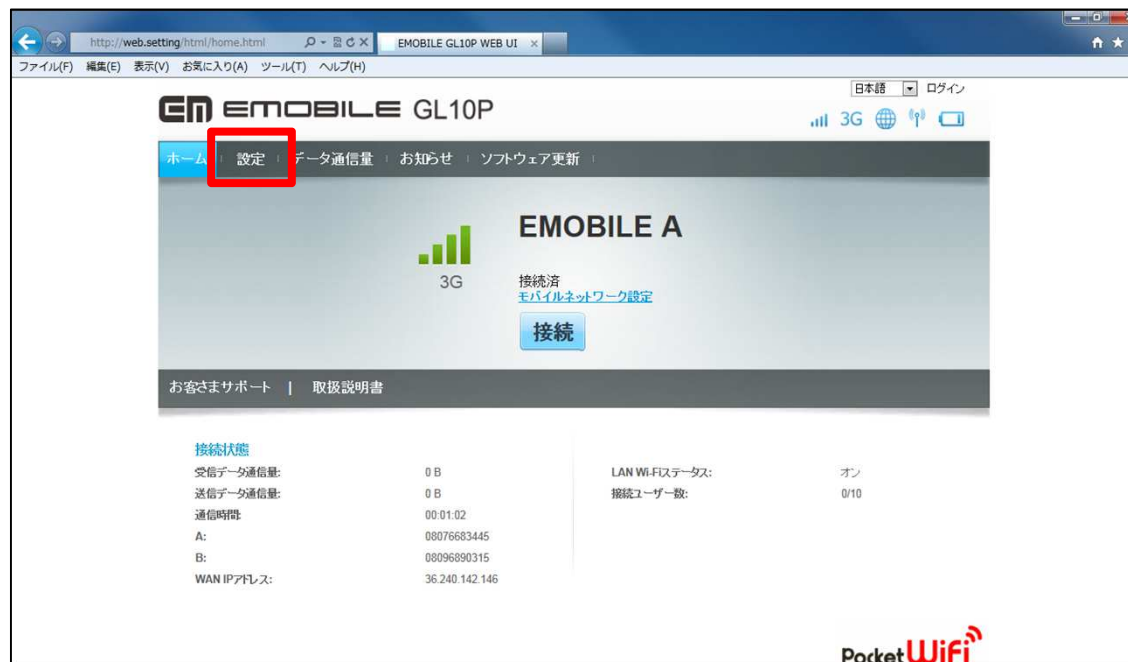 http://web.setting/html/home.html
EMOBILE GL10P WEB UI
ファイル(F) 編集(E) 表示(V) お気に入り(A) ツール(T) ヘルプ(H)
日本語 ログイン
EM EMOBILE GL10P
3G
ホーム 設定 データ通信量 お知らせ ソフトウェア更新
EMOBILE A
3G
接続済
モバイルネットワーク設定
接続
お客さまサポート | 取扱説明書
接続状態
受信データ通信量: 0 B
送信データ通信量: 0 B
通信時間: 00:01:02
A: 08076683445
B: 08096890315
WAN IPアドレス: 36.240.142.146
LAN Wi-Fiステータス: オン
接続ユーザー数: 0/10
Pocket WiFi